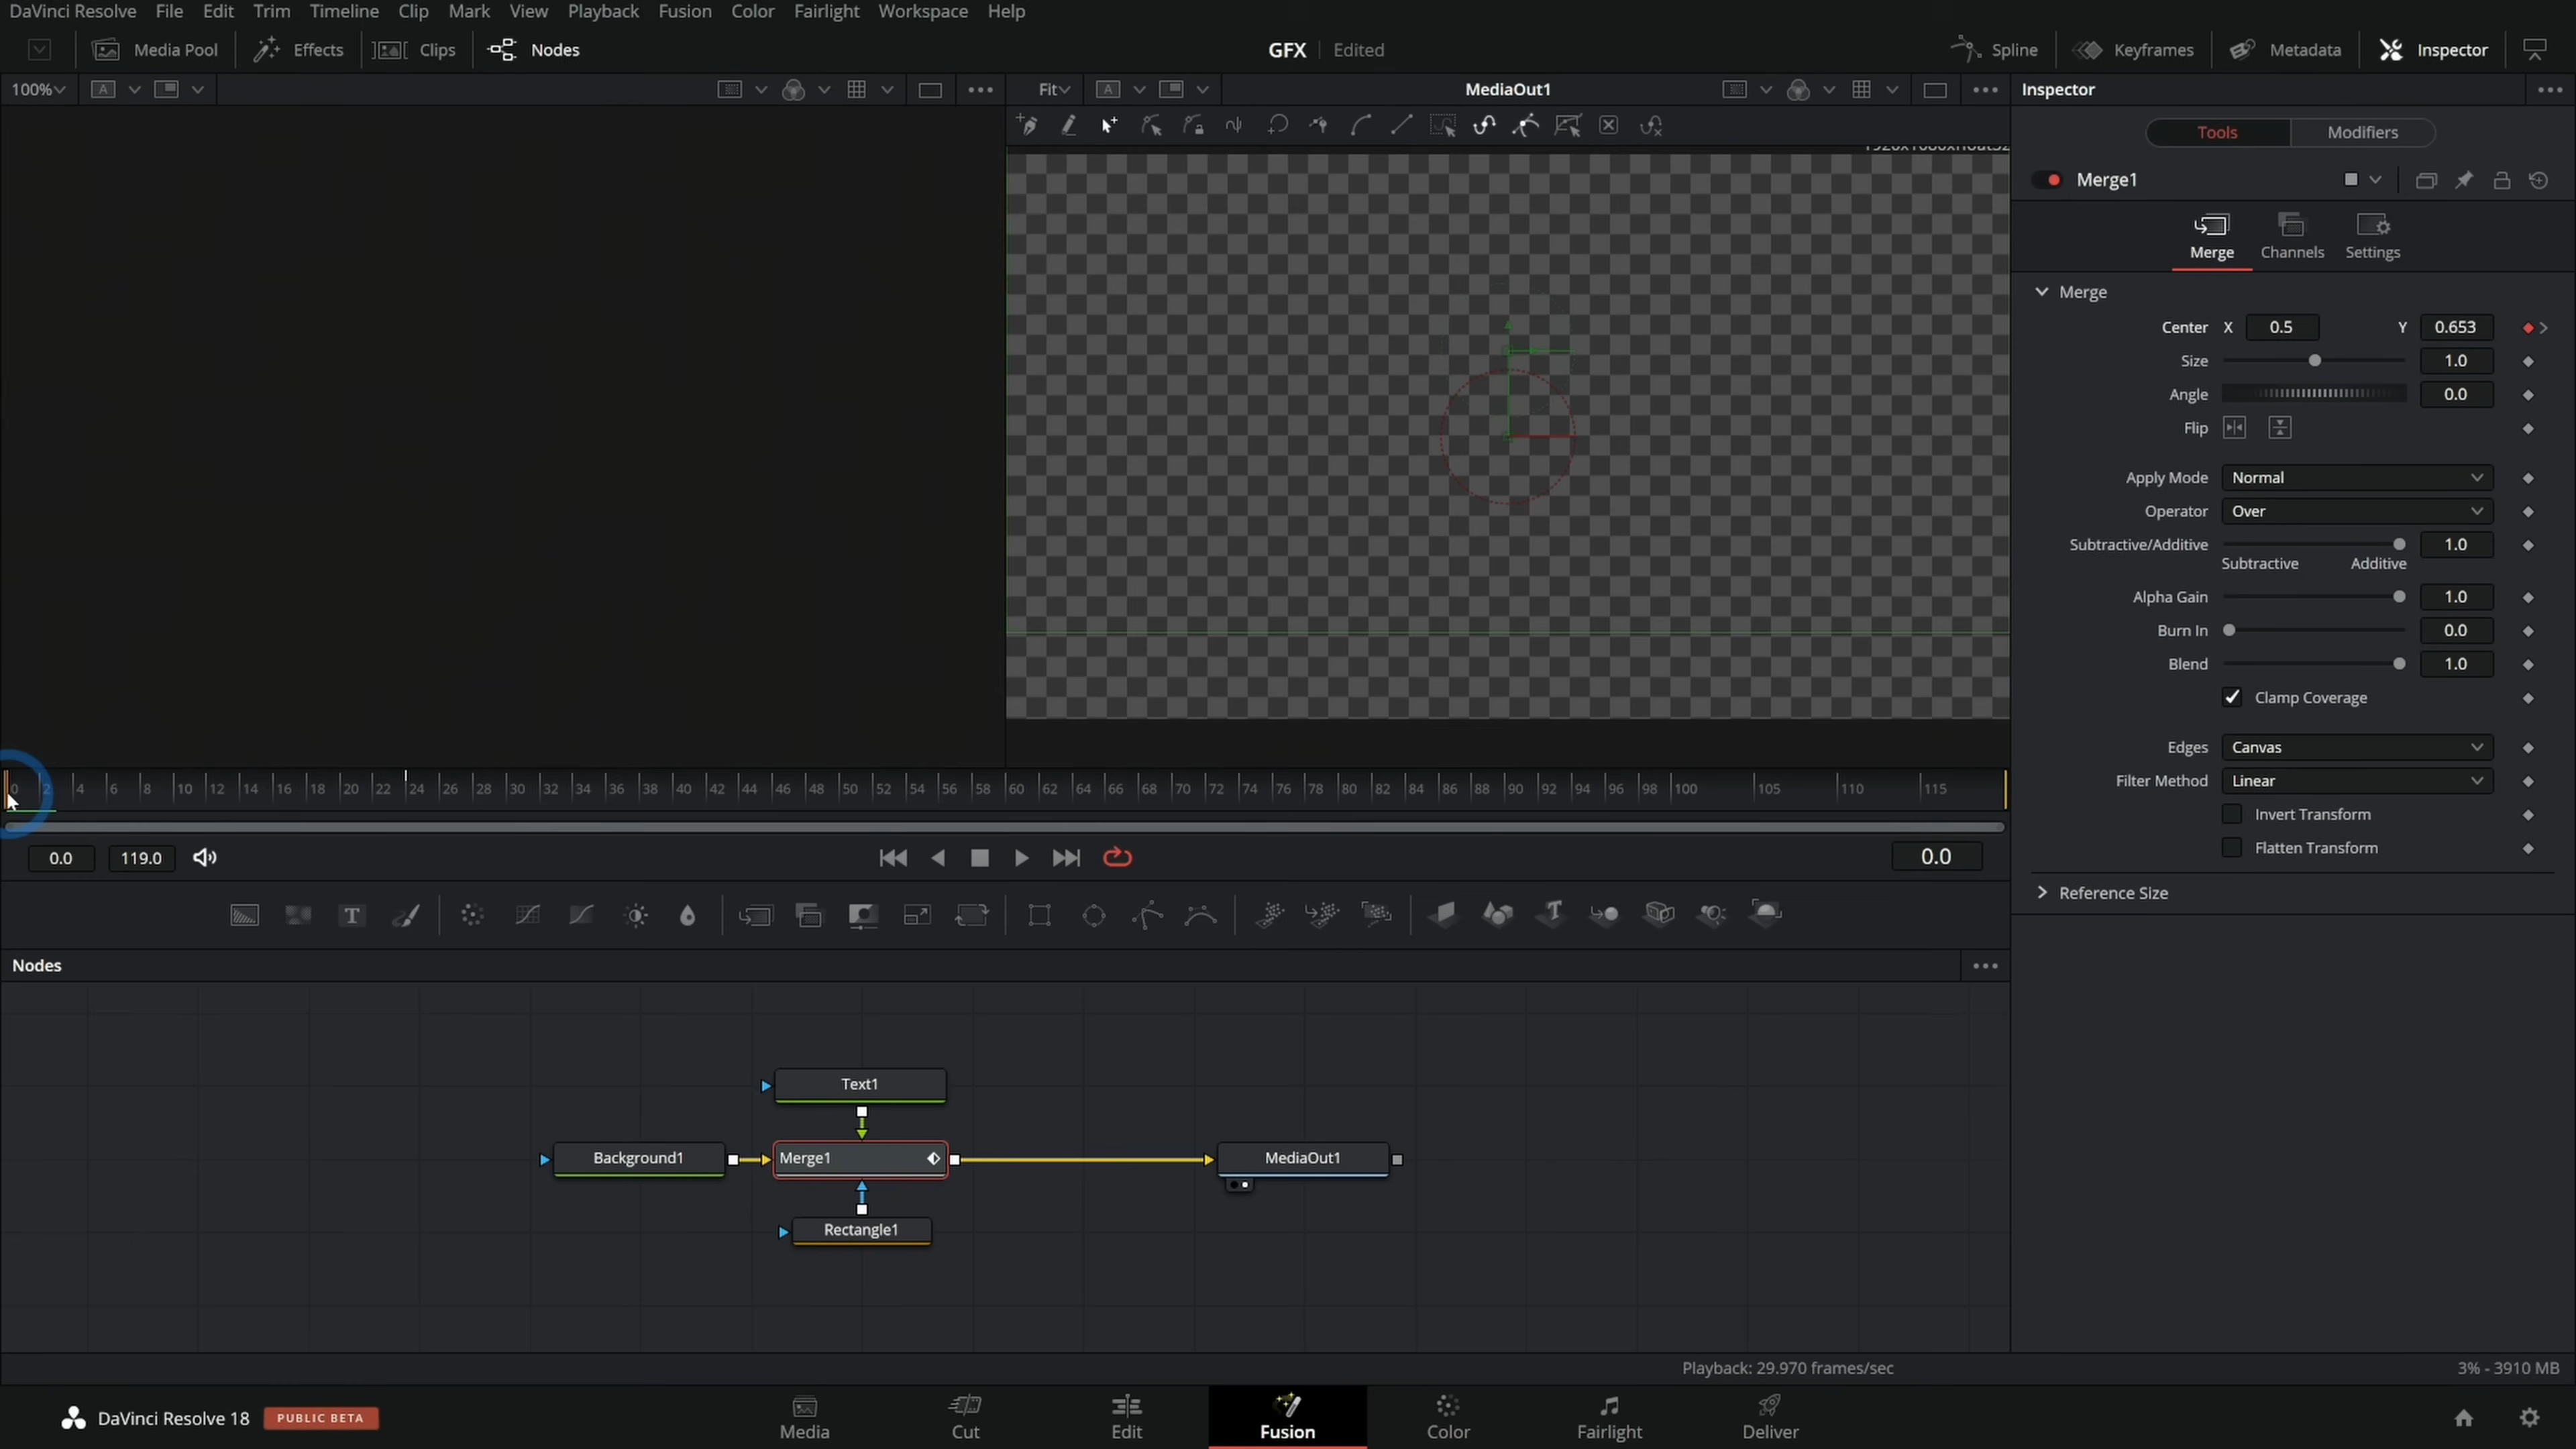 DaVinci Resolve File Edit Trim Timeline Clip Mark View Playback Fusion Color Fairlight Workspace Help
Media Pool Effects Clips Nodes GFX Edited Spline Keyframes Metadata Inspector
100% A Fit A MediaOut1 Inspector
Tools Modifiers
Merge1
Merge Channels Settings
Merge
Center X 0.5 Y 0.653
Size 1.0
Angle 0.0
Flip
Apply Mode Normal
Operator Over
Subtractive/Additive 1.0
Subtractive Additive
Alpha Gain 1.0
Burn In 0.0
Blend 1.0
Clamp Coverage
Edges Canvas
Filter Method Linear
Invert Transform
Flatten Transform
Reference Size
0 2 4 6 8 10 12 14 16 18 20 22 24 26 28 30 32 34 36 38 40 42 44 46 48 50 52 54 56 58 60 62 64 66 68 70 72 74 76 78 80 82 84 86 88 90 92 94 96 98 100 105 110 115
0.0 119.0 0.0
T T
Nodes
Text1
Background1 Merge1 MediaOut1
Rectangle1
Playback: 29.970 frames/sec 3% - 3910 MB
DaVinci Resolve 18 PUBLIC BETA
Media Cut Edit Fusion Color Fairlight Deliver